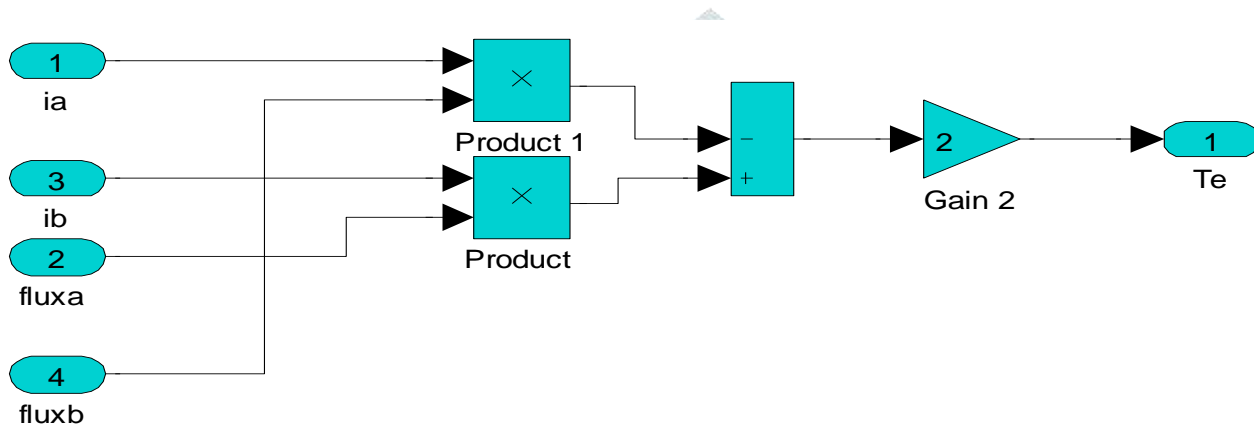 1
ia
3
ib
2
fluxa
4
fluxb
×
Product 1
×
Product
−
+
2
Gain 2
1
Te